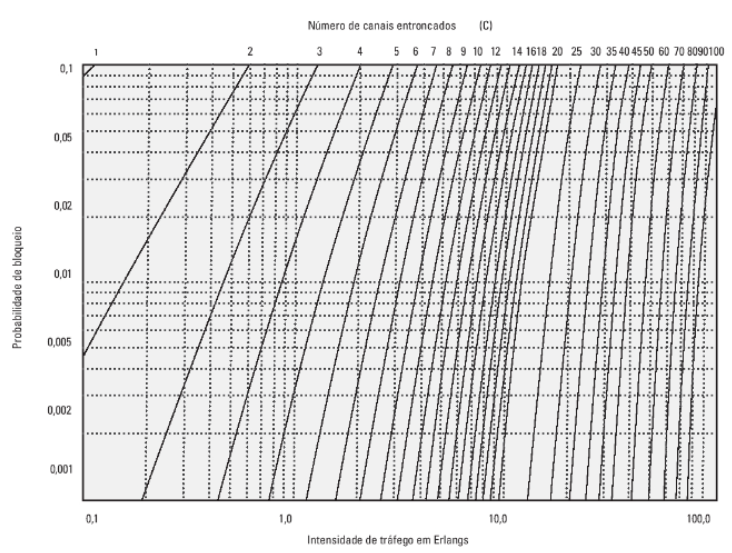 Número de canais entroncados (C)
1 2 3 4 5 6 7 8 9 10 12 14 16 18 20 25 30 35 40 45 50 60 70 80 90 100
0,1
0,05
0,02
0,01
0,005
0,002
0,001
Probabilidade de bloqueio
0,1 1,0 10,0 100,0
Intensidade de tráfego em Erlangs